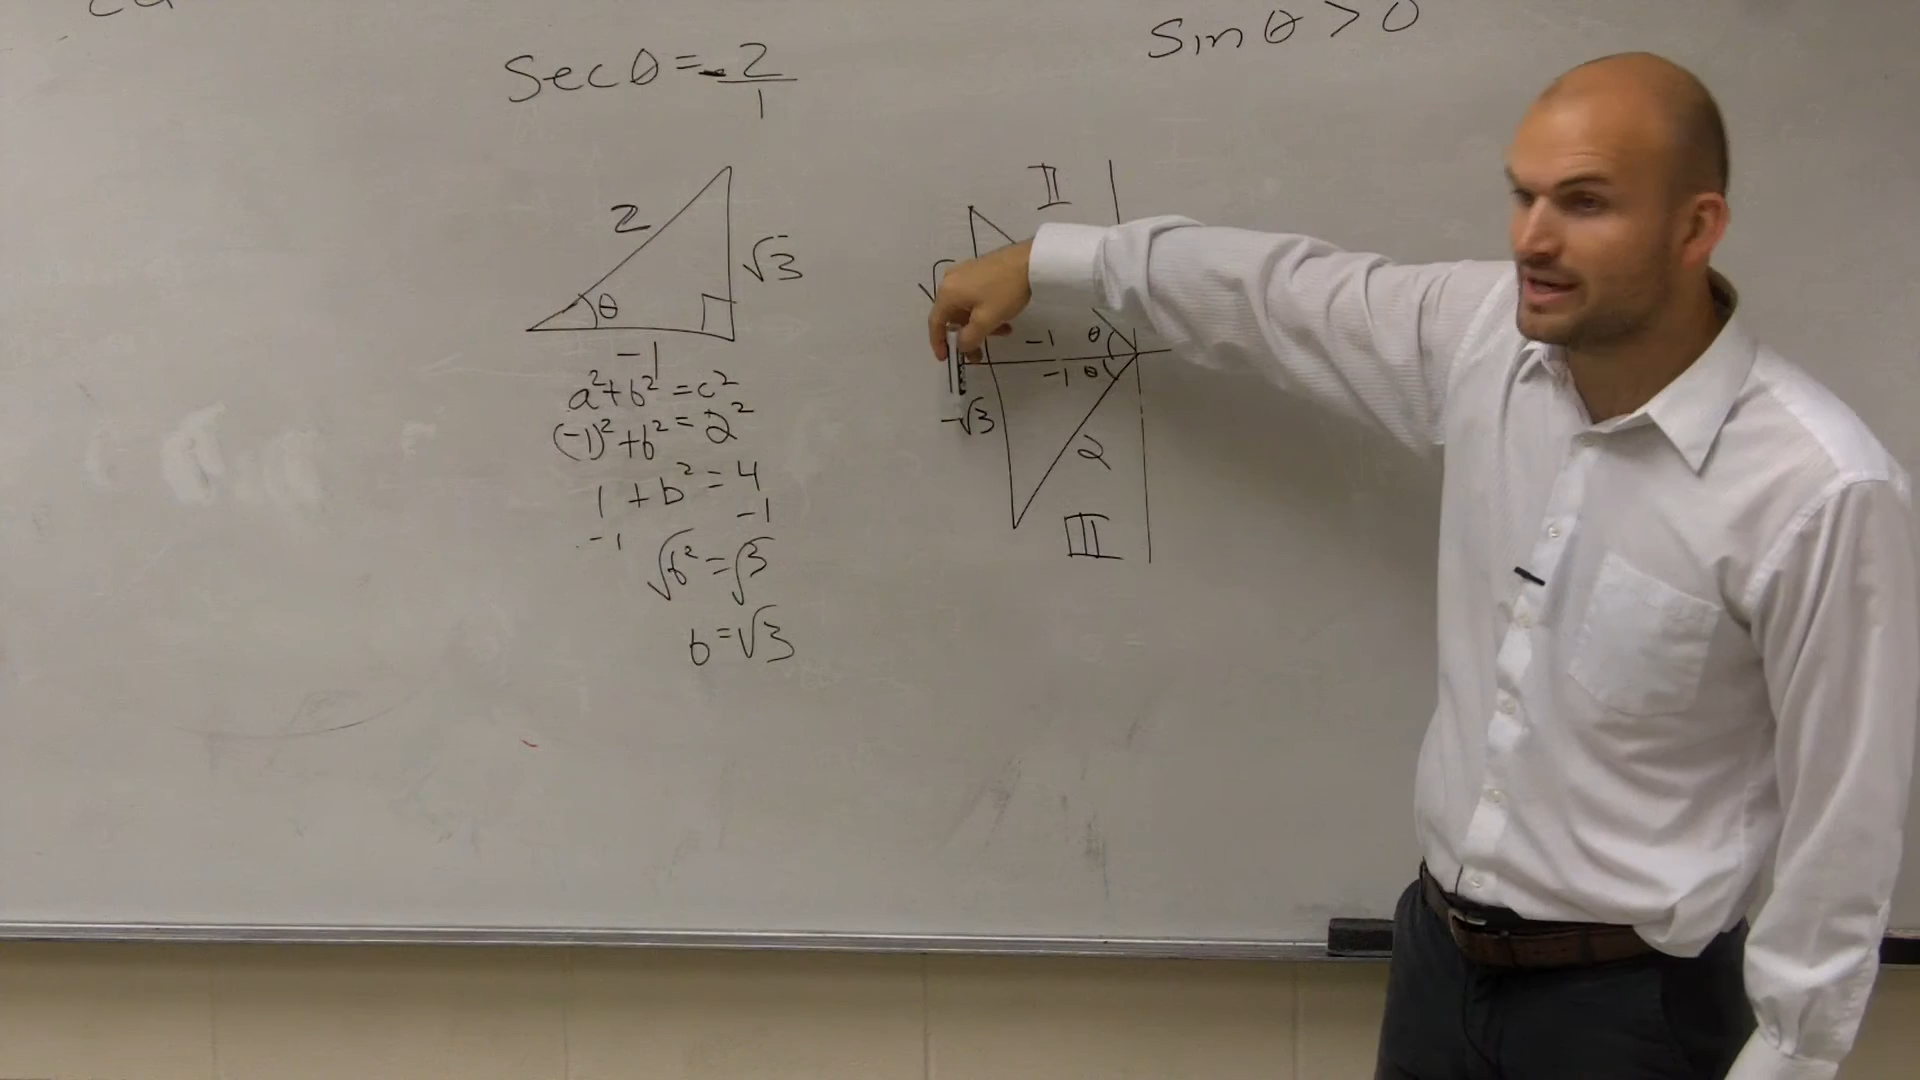 sec θ = -2/1
sin θ > 0
2
√3
θ
-1
a² + b² = c²
(-1)² + b² = 2²
1 + b² = 4
-1 -1
√b² = √3
b = √3
II
-1 θ
-1 θ
-√3
2
III